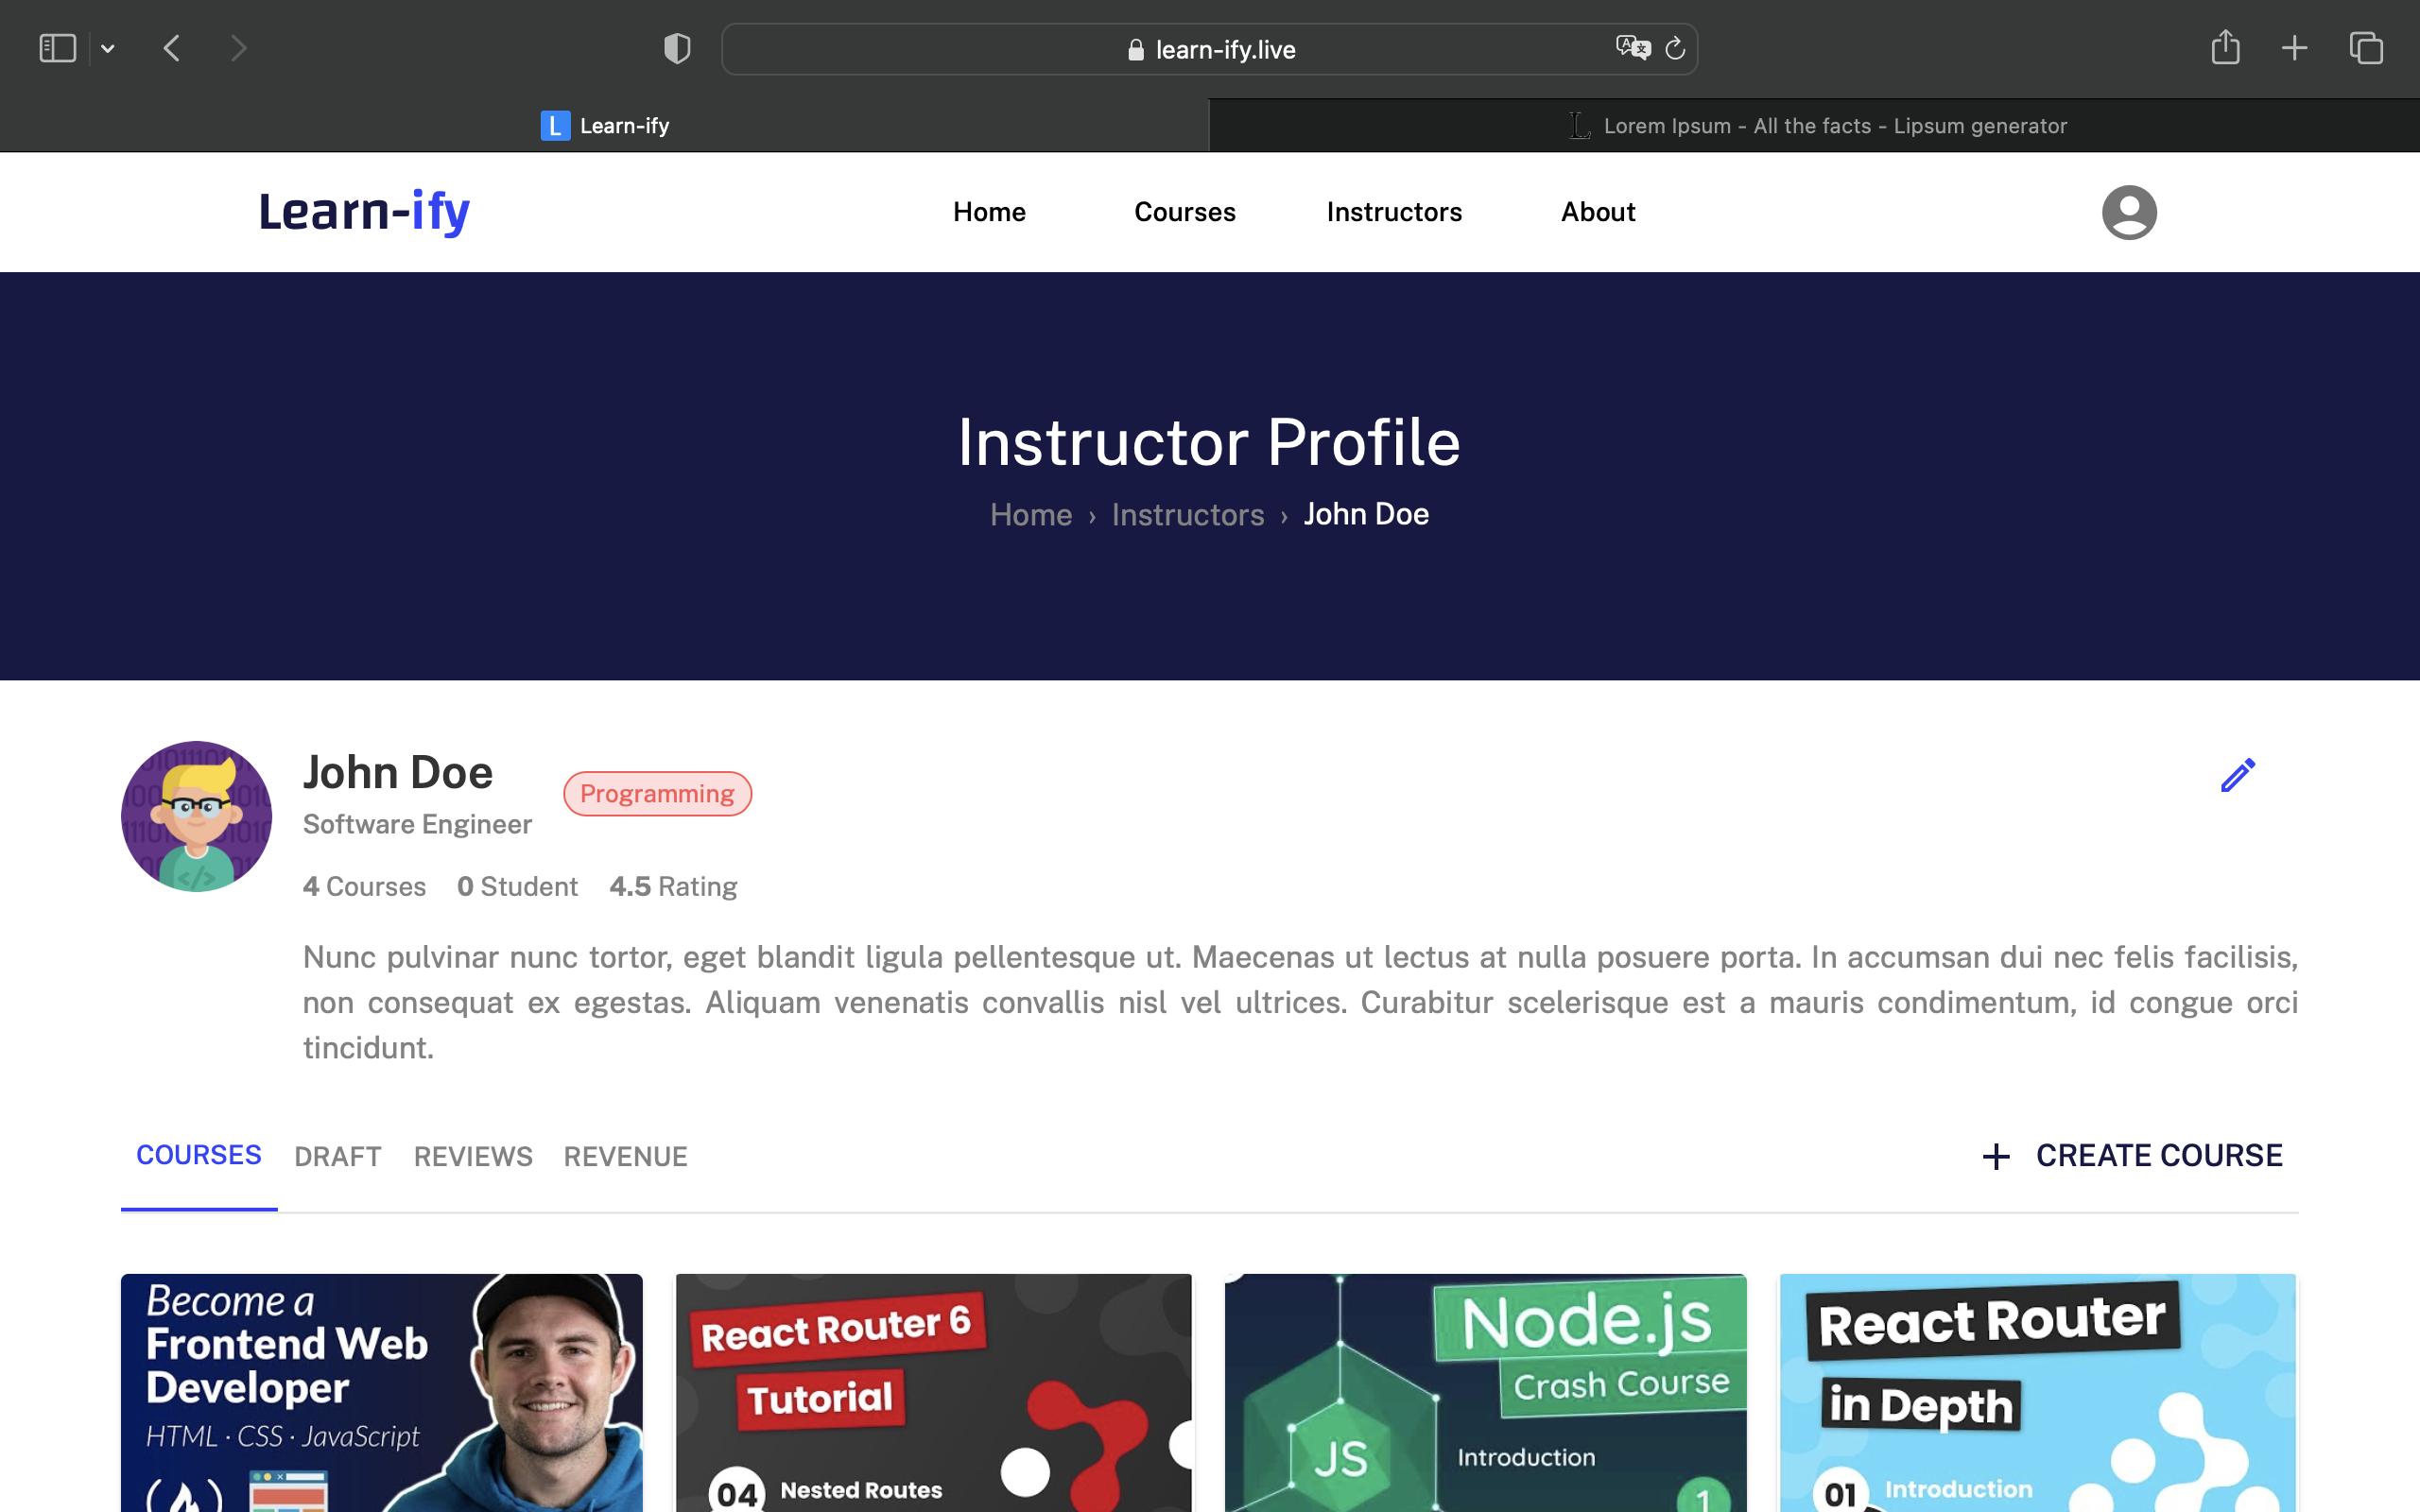 learn-ify.live
L Learn-ify
L Lorem Ipsum - All the facts - Lipsum generator
Learn-ify
Home
Courses
Instructors
About
Instructor Profile
Home › Instructors › John Doe
John Doe
Programming
Software Engineer
4 Courses 0 Student 4.5 Rating
Nunc pulvinar nunc tortor, eget blandit ligula pellentesque ut. Maecenas ut lectus at nulla posuere porta. In accumsan dui nec felis facilisis,
non consequat ex egestas. Aliquam venenatis convallis nisl vel ultrices. Curabitur scelerisque est a mauris condimentum, id congue orci
tincidunt.
COURSES DRAFT REVIEWS REVENUE
+ CREATE COURSE
Become a
Frontend Web
Developer
HTML · CSS · JavaScript
React Router 6
Tutorial
04 Nested Routes
Node.js
Crash Course
JS
Introduction
1
React Router
in Depth
01 Introduction